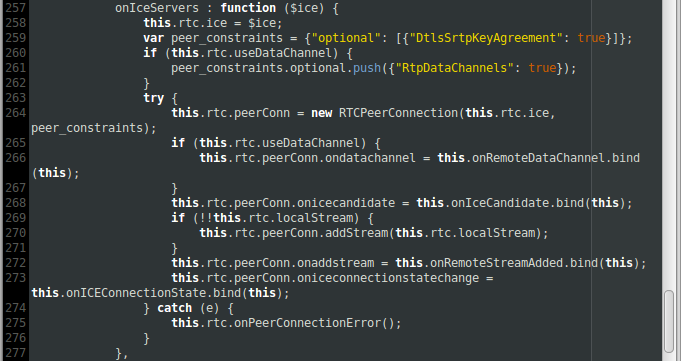 257 onIceServers : function ($ice) {
258 this.rtc.ice = $ice;
259 var peer_constraints = {"optional": [{"DtlsSrtpKeyAgreement": true}]};
260 if (this.rtc.useDataChannel) {
261 peer_constraints.optional.push({"RtpDataChannels": true});
262 }
263 try {
264 this.rtc.peerConn = new RTCPeerConnection(this.rtc.ice,
peer_constraints);
265 if (this.rtc.useDataChannel) {
266 this.rtc.peerConn.ondatachannel = this.onRemoteDataChannel.bind
(this);
267 }
268 this.rtc.peerConn.onicecandidate = this.onIceCandidate.bind(this);
269 if (!!this.rtc.localStream) {
270 this.rtc.peerConn.addStream(this.rtc.localStream);
271 }
272 this.rtc.peerConn.onaddstream = this.onRemoteStreamAdded.bind(this);
273 this.rtc.peerConn.oniceconnectionstatechange =
this.onICEConnectionState.bind(this);
274 } catch (e) {
275 this.rtc.onPeerConnectionError();
276 }
277 },